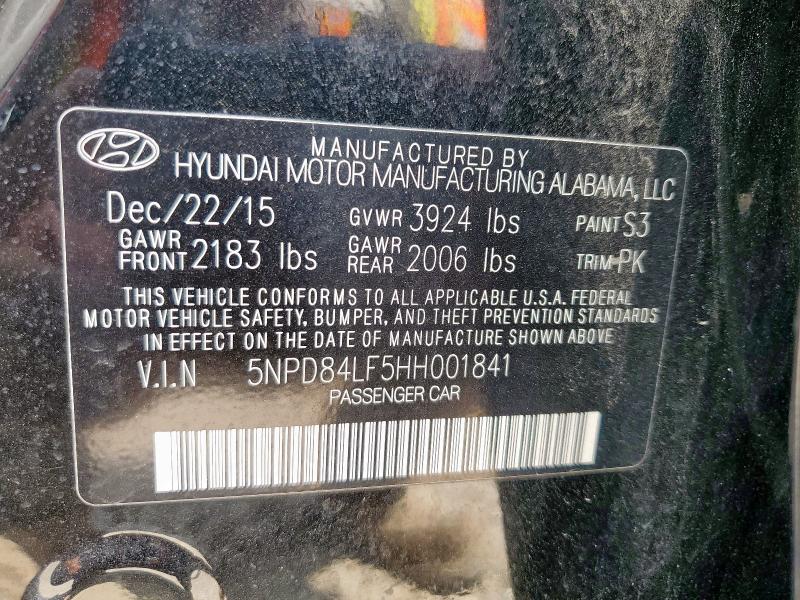 MANUFACTURED BY
HYUNDAI MOTOR MANUFACTURING ALABAMA, LLC
Dec/22/15 GVWR 3924 lbs PAINT S3
GAWR FRONT 2183 lbs GAWR REAR 2006 lbs TRIM PK
THIS VEHICLE CONFORMS TO ALL APPLICABLE U.S.A. FEDERAL
MOTOR VEHICLE SAFETY, BUMPER, AND THEFT PREVENTION STANDARDS
IN EFFECT ON THE DATE OF MANUFACTURE SHOWN ABOVE
V.I.N 5NPD84LF5HH001841
PASSENGER CAR